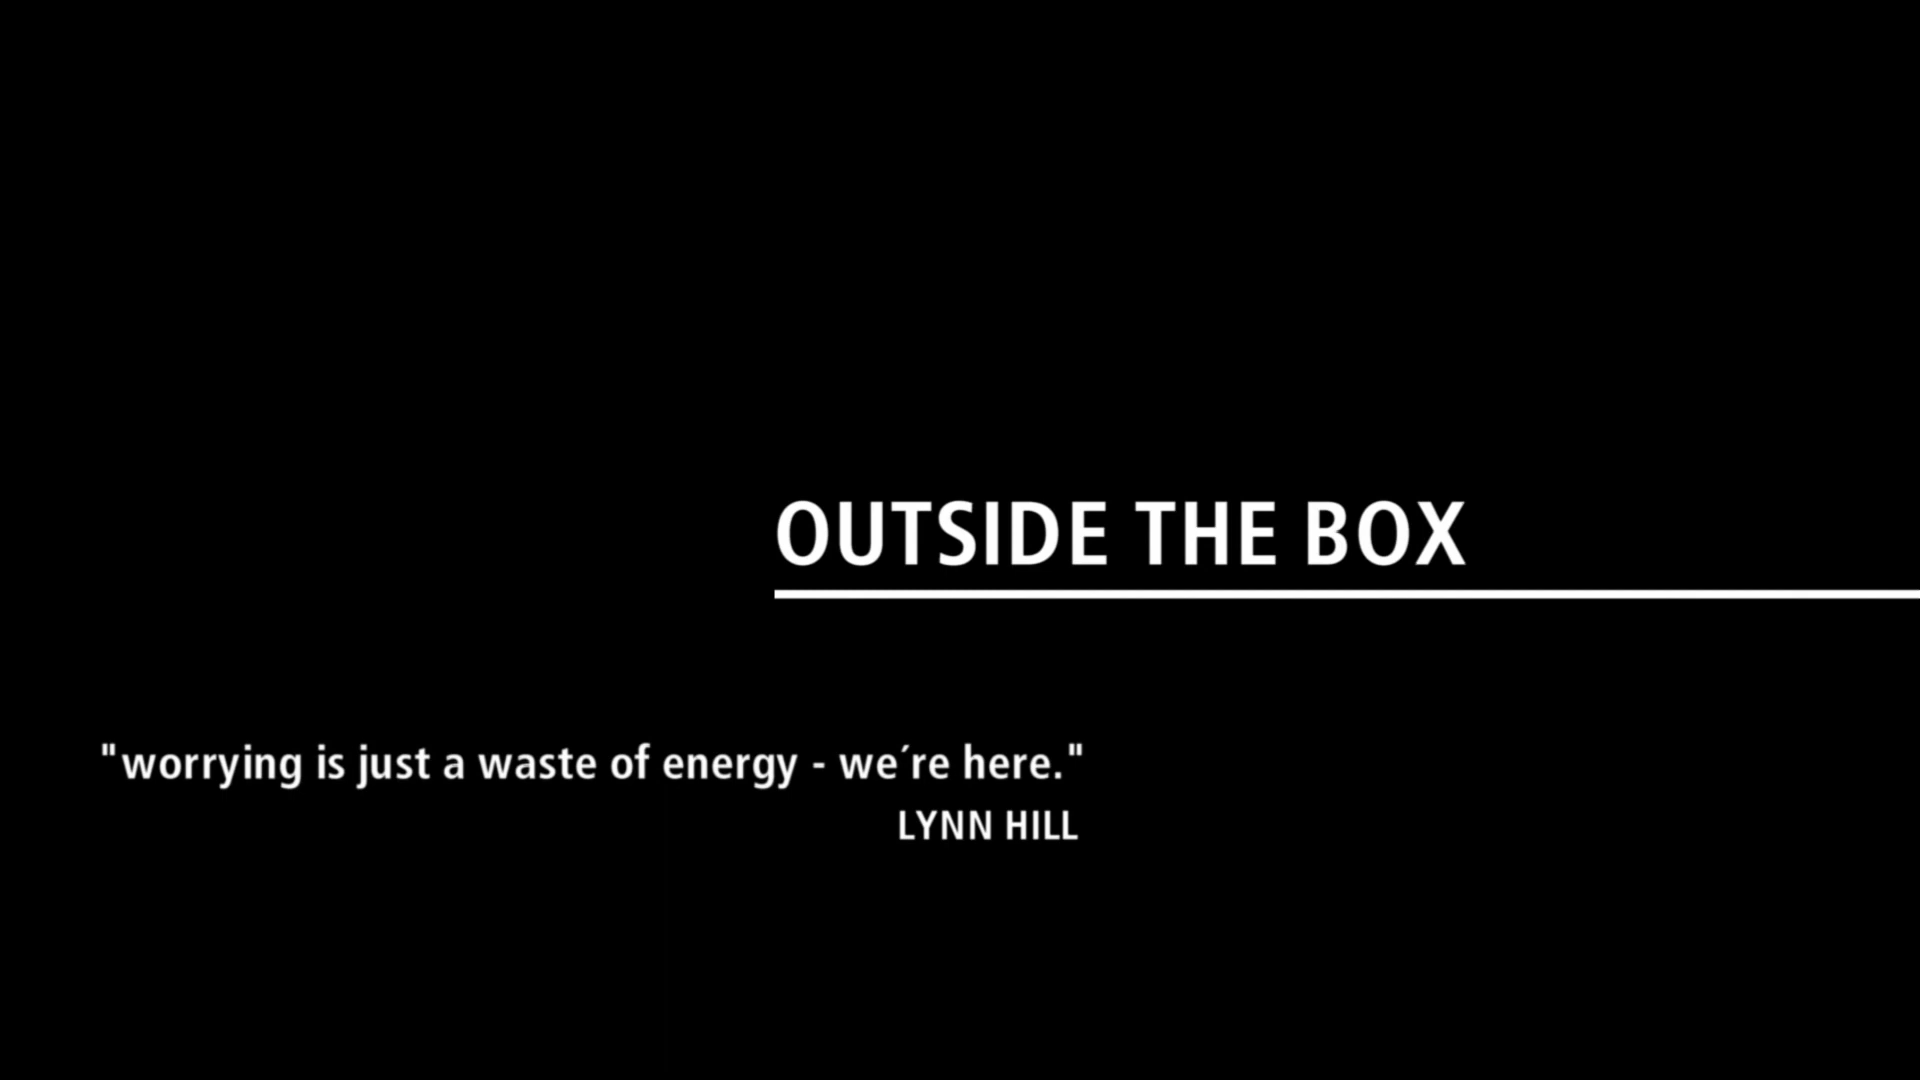 OUTSIDE THE BOX
"worrying is just a waste of energy - we´re here."
LYNN HILL